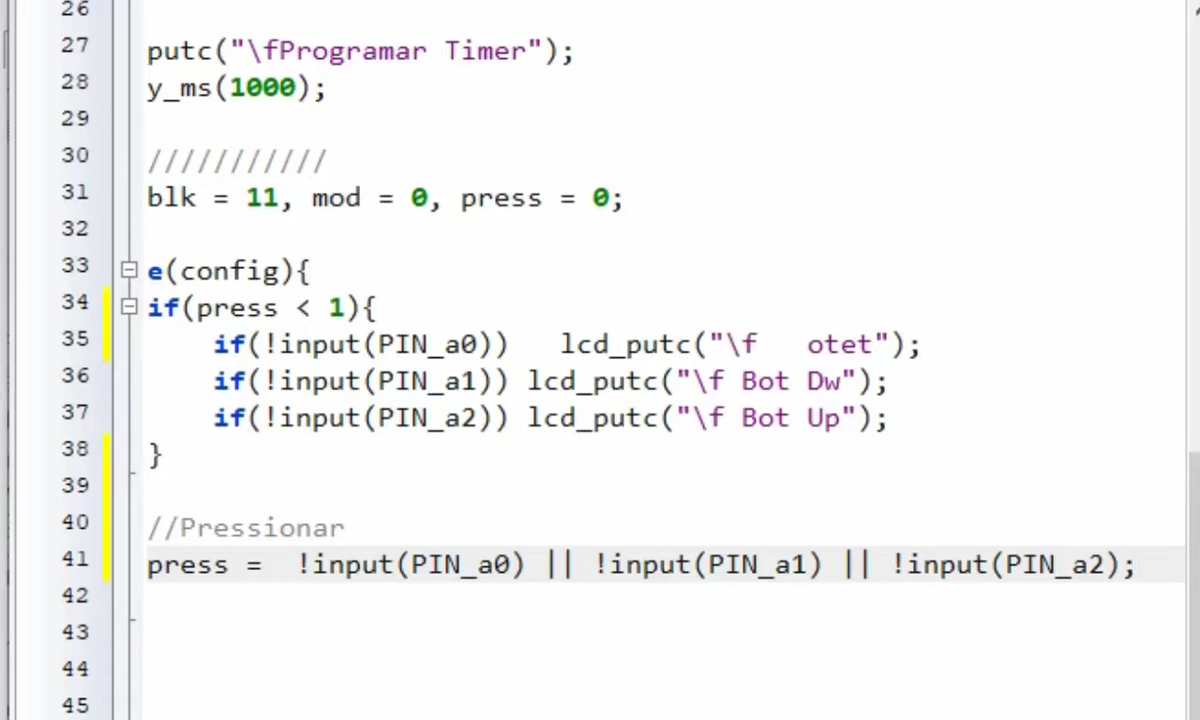 26
27 putc("\fProgramar Timer");
28 y_ms(1000);
29
30 ///////////
31 blk = 11, mod = 0, press = 0;
32
33 e(config){
34 if(press < 1){
35 if(!input(PIN_a0)) lcd_putc("\f otet");
36 if(!input(PIN_a1)) lcd_putc("\f Bot Dw");
37 if(!input(PIN_a2)) lcd_putc("\f Bot Up");
38 }
39
40 //Pressionar
41 press = !input(PIN_a0) || !input(PIN_a1) || !input(PIN_a2);
42
43
44
45